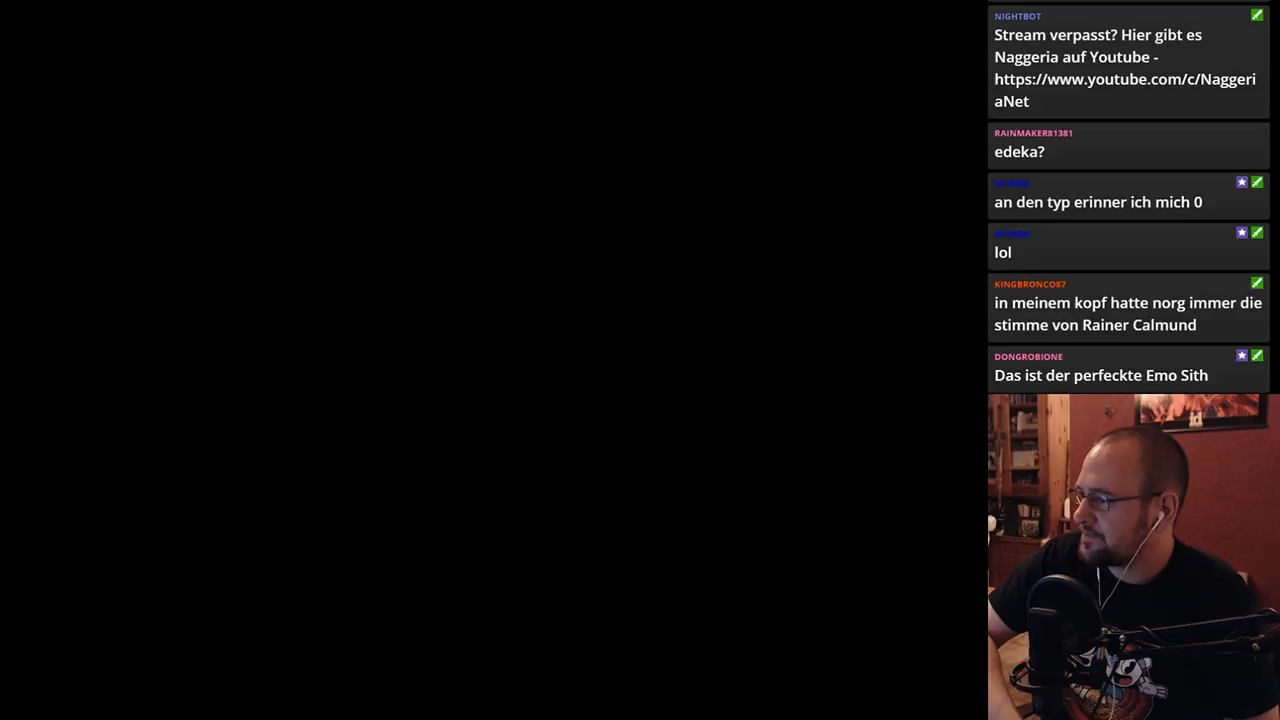 NIGHTBOT
Stream verpasst? Hier gibt es
Naggeria auf Youtube -
https://www.youtube.com/c/Naggeri
aNet
RAINMAKER81381
edeka?
an den typ erinner ich mich 0
lol
KINGBRONCO87
in meinem kopf hatte norg immer die
stimme von Rainer Calmund
DONGROBIONE
Das ist der perfeckte Emo Sith